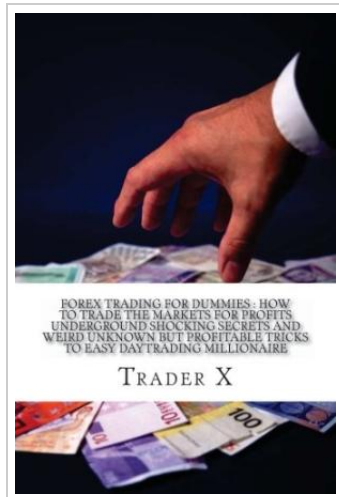 FOREX TRADING FOR DUMMIES : HOW
TO TRADE THE MARKETS FOR PROFITS
UNDERGROUND SHOCKING SECRETS AND
WEIRD UNKNOWN BUT PROFITABLE TRICKS
TO EASY DAYTRADING MILLIONAIRE
TRADER X
100